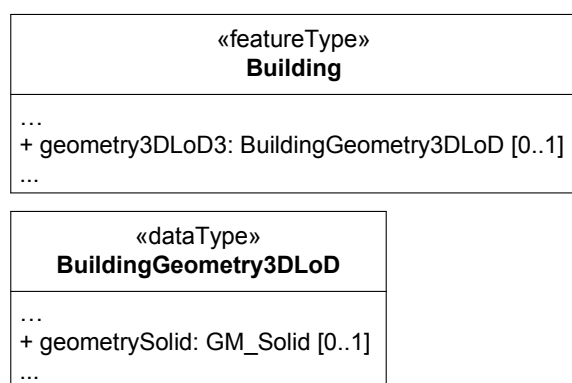 «featureType»
Building
…
+ geometry3DLoD3: BuildingGeometry3DLoD [0..1]
...
«dataType»
BuildingGeometry3DLoD
…
+ geometrySolid: GM_Solid [0..1]
...